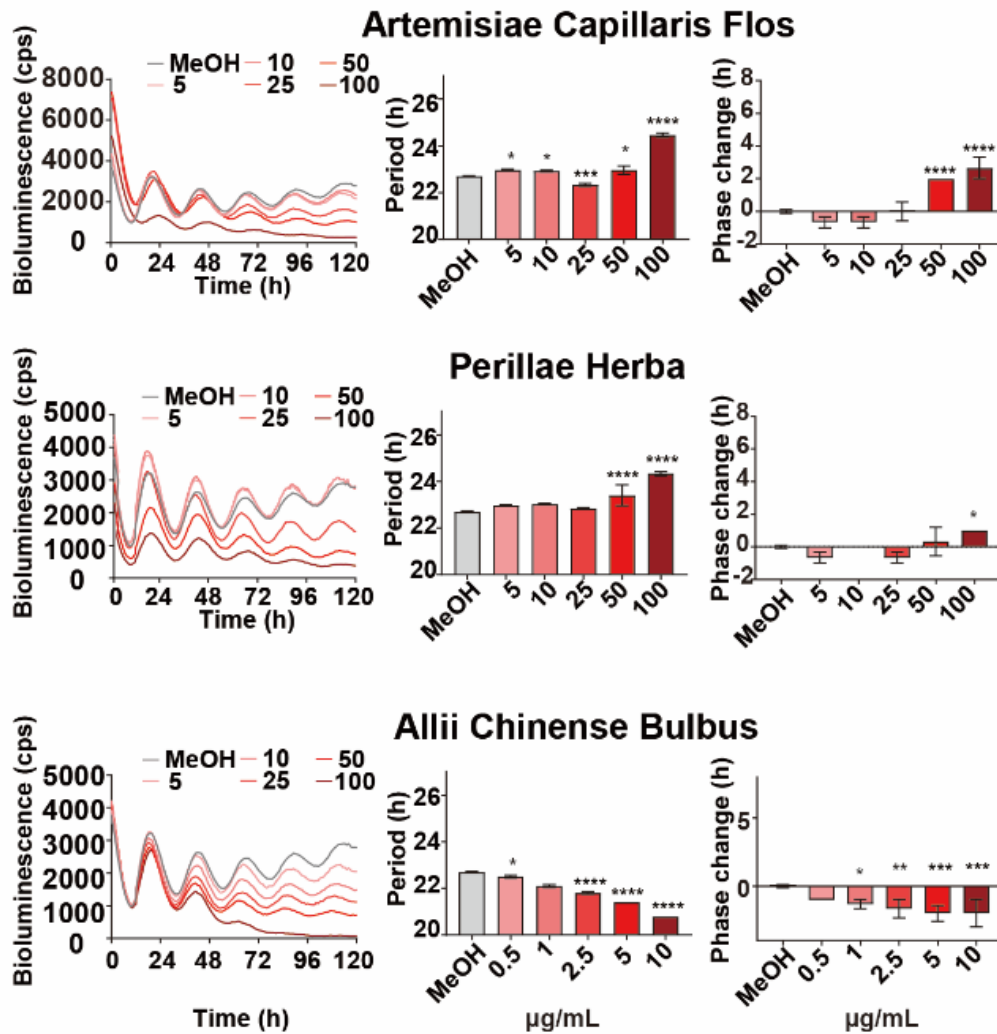 Artemisiae Capillaris Flos
Bioluminescence (cps)
MeOH 10 50
5 25 100
8000
6000
4000
2000
0
0 24 48 72 96 120
Time (h)
Period (h)
26
24
22
20
* * *** * ****
MeOH 5 10 25 50 100
Phase change (h)
8
6
4
2
0
-2
**** ****
MeOH 5 10 25 50 100
Perillae Herba
Bioluminescence (cps)
MeOH 10 50
5 25 100
5000
4000
3000
2000
1000
0
0 24 48 72 96 120
Time (h)
Period (h)
26
24
22
20
**** ****
MeOH 5 10 25 50 100
Phase change (h)
8
6
4
2
0
-2
*
MeOH 5 10 25 50 100
Allii Chinense Bulbus
Bioluminescence (cps)
MeOH 10 50
5 25 100
5000
4000
3000
2000
1000
0
0 24 48 72 96 120
Time (h)
Period (h)
26
24
22
20
* **** **** ****
MeOH 0.5 1 2.5 5 10
µg/mL
Phase change (h)
5
0
* ** *** ***
MeOH 0.5 1 2.5 5 10
µg/mL